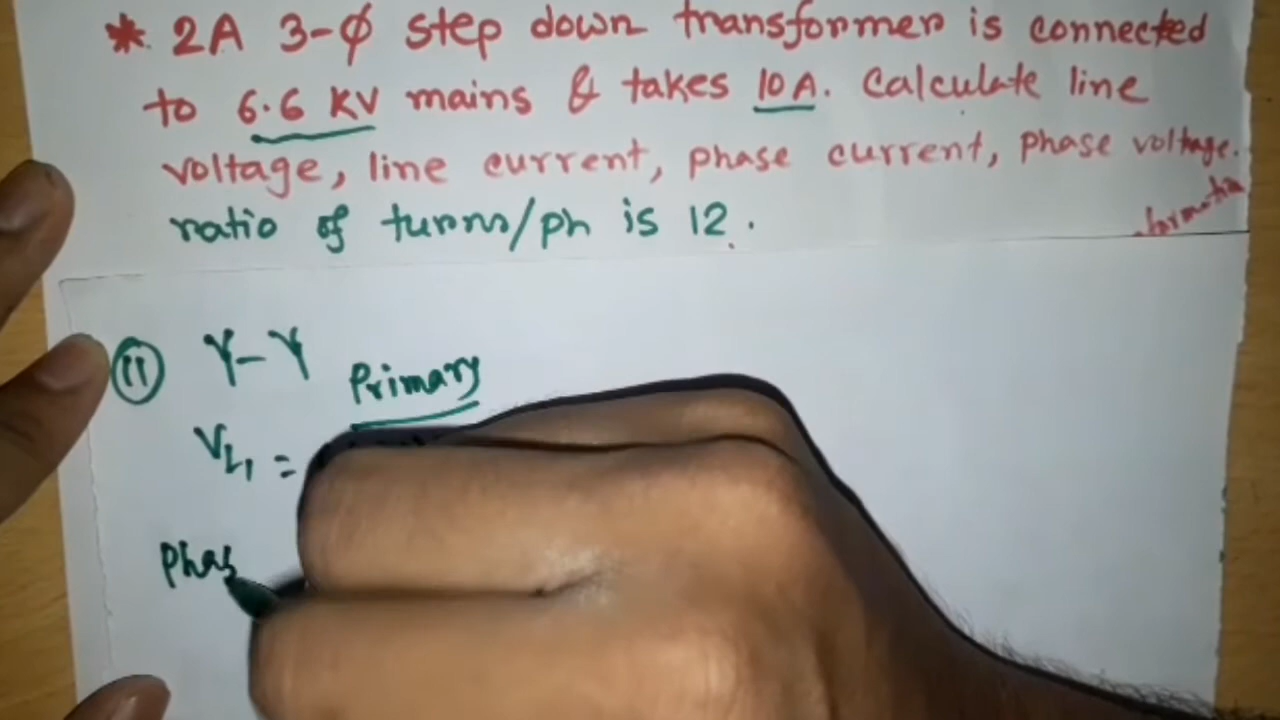 * 2A 3-ϕ step down transformer is connected
to 6.6 KV mains & takes 10A. Calculate line
voltage, line current, phase current, phase voltage.
ratio of turns/ph is 12.
(11) Y-Y
Primary
VL1 =
Phas